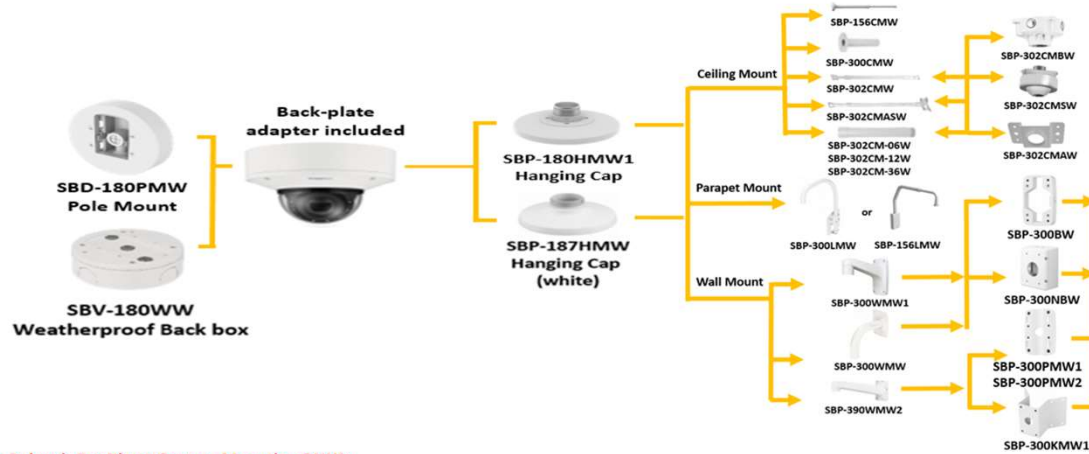 SBP-156CMW
SBP-300CMW
Ceiling Mount
SBP-302CMW
SBP-302CMASW
SBP-302CM-06W
SBP-302CM-12W
SBP-302CM-36W
SBP-302CMBW
SBP-302CMSW
SBP-302CMAW
Back-plate
adapter included
SBD-180PMW
Pole Mount
SBV-180WW
Weatherproof Back box
SBP-180HMW1
Hanging Cap
SBP-187HMW
Hanging Cap
(white)
Parapet Mount
or
SBP-300LMW
SBP-156LMW
Wall Mount
SBP-300WMW1
SBP-300WMW
SBP-390WMW2
SBP-300BW
SBP-300NBW
SBP-300PMW1
SBP-300PMW2
SBP-300KMW1